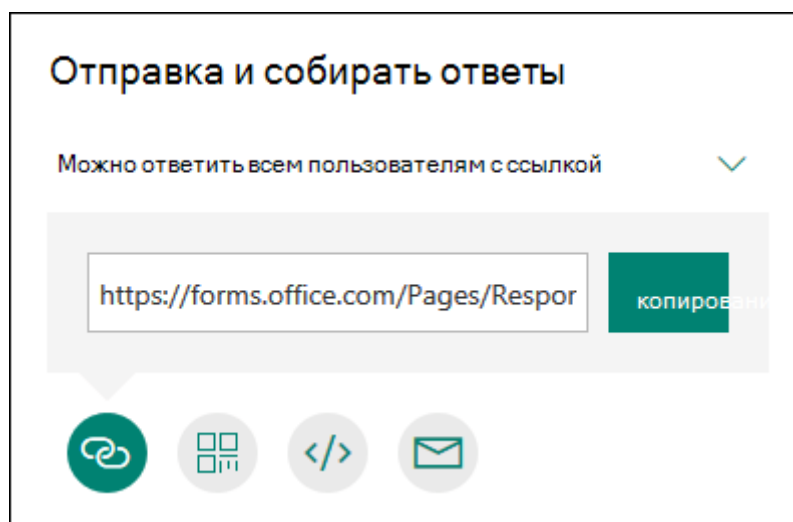 Отправка и собирать ответы
Можно ответить всем пользователям с ссылкой
https://forms.office.com/Pages/Respor
копировани